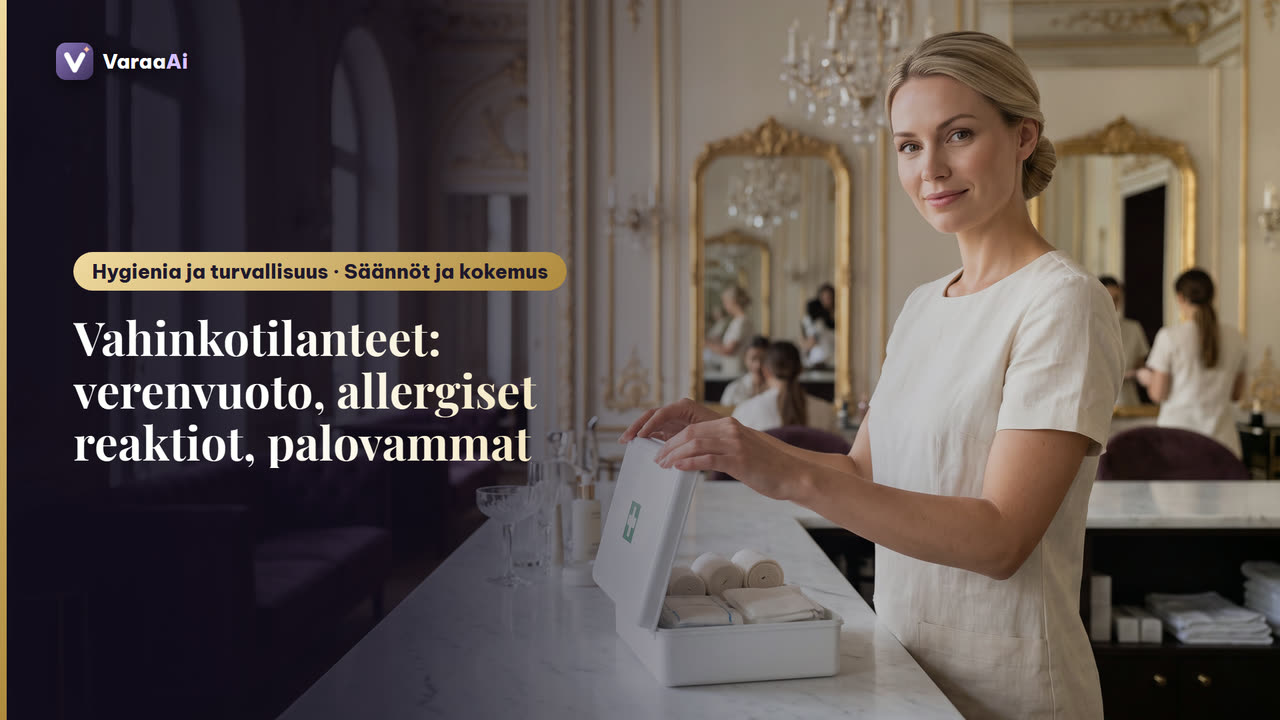 VaraaAi
Hygienia ja turvallisuus · Säännöt ja kokemus
Vahinkotilanteet:
verenvuoto, allergiset
reaktiot, palovammat